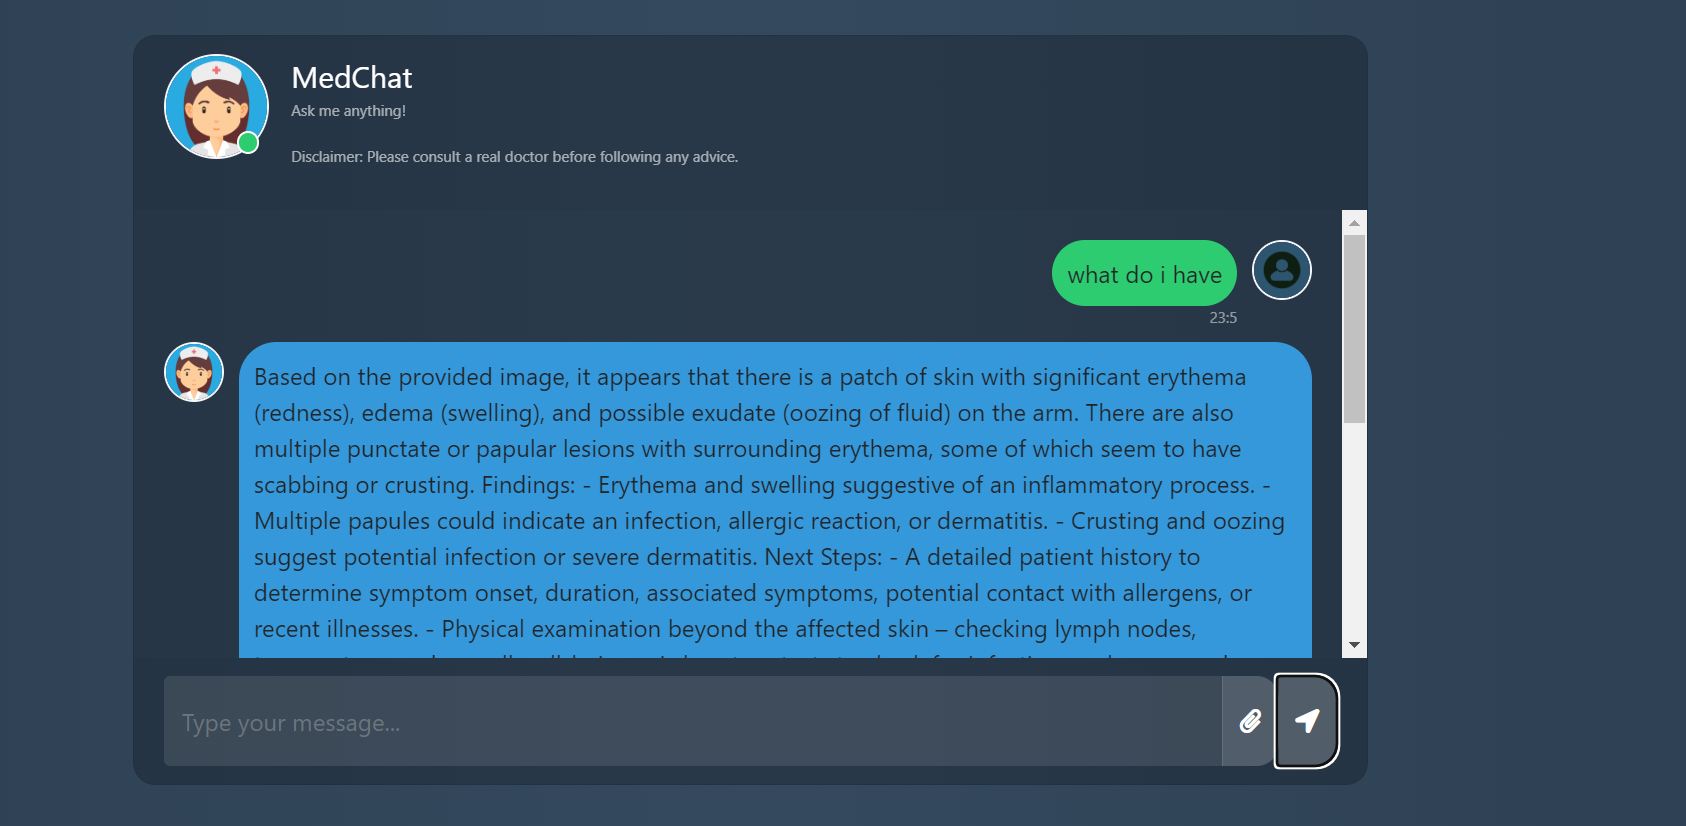 MedChat
Ask me anything!
Disclaimer: Please consult a real doctor before following any advice.
what do i have
23:5
Based on the provided image, it appears that there is a patch of skin with significant erythema
(redness), edema (swelling), and possible exudate (oozing of fluid) on the arm. There are also
multiple punctate or papular lesions with surrounding erythema, some of which seem to have
scabbing or crusting. Findings: - Erythema and swelling suggestive of an inflammatory process. -
Multiple papules could indicate an infection, allergic reaction, or dermatitis. - Crusting and oozing
suggest potential infection or severe dermatitis. Next Steps: - A detailed patient history to
determine symptom onset, duration, associated symptoms, potential contact with allergens, or
recent illnesses. - Physical examination beyond the affected skin – checking lymph nodes,
Type your message...